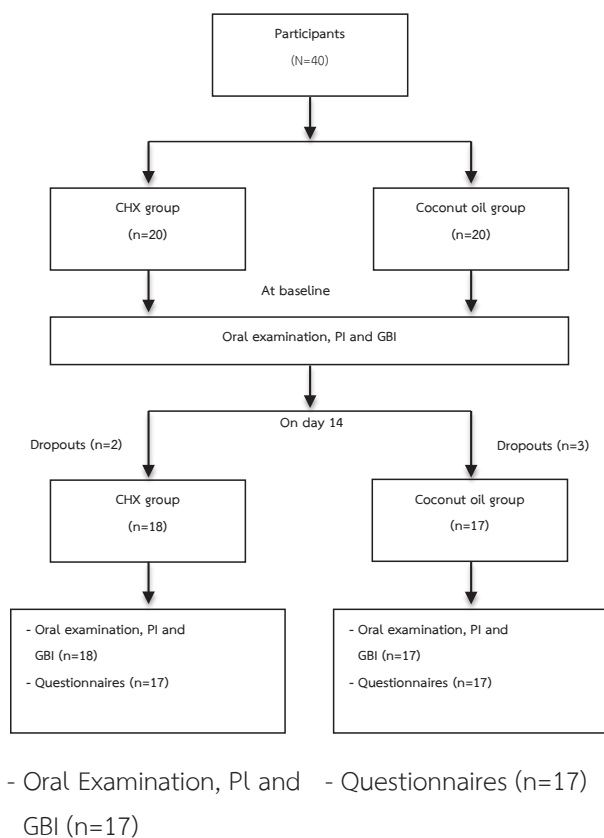 Participants
(N=40)
CHX group
(n=20)
Coconut oil group
(n=20)
At baseline
Oral examination, PI and GBI
On day 14
Dropouts (n=2)
Dropouts (n=3)
CHX group
(n=18)
Coconut oil group
(n=17)
- Oral examination, PI and
GBI (n=18)
- Questionnaires (n=17)
- Oral examination, PI and
GBI (n=17)
- Questionnaires (n=17)
- Oral Examination, Pl and
GBI (n=17)
- Questionnaires (n=17)